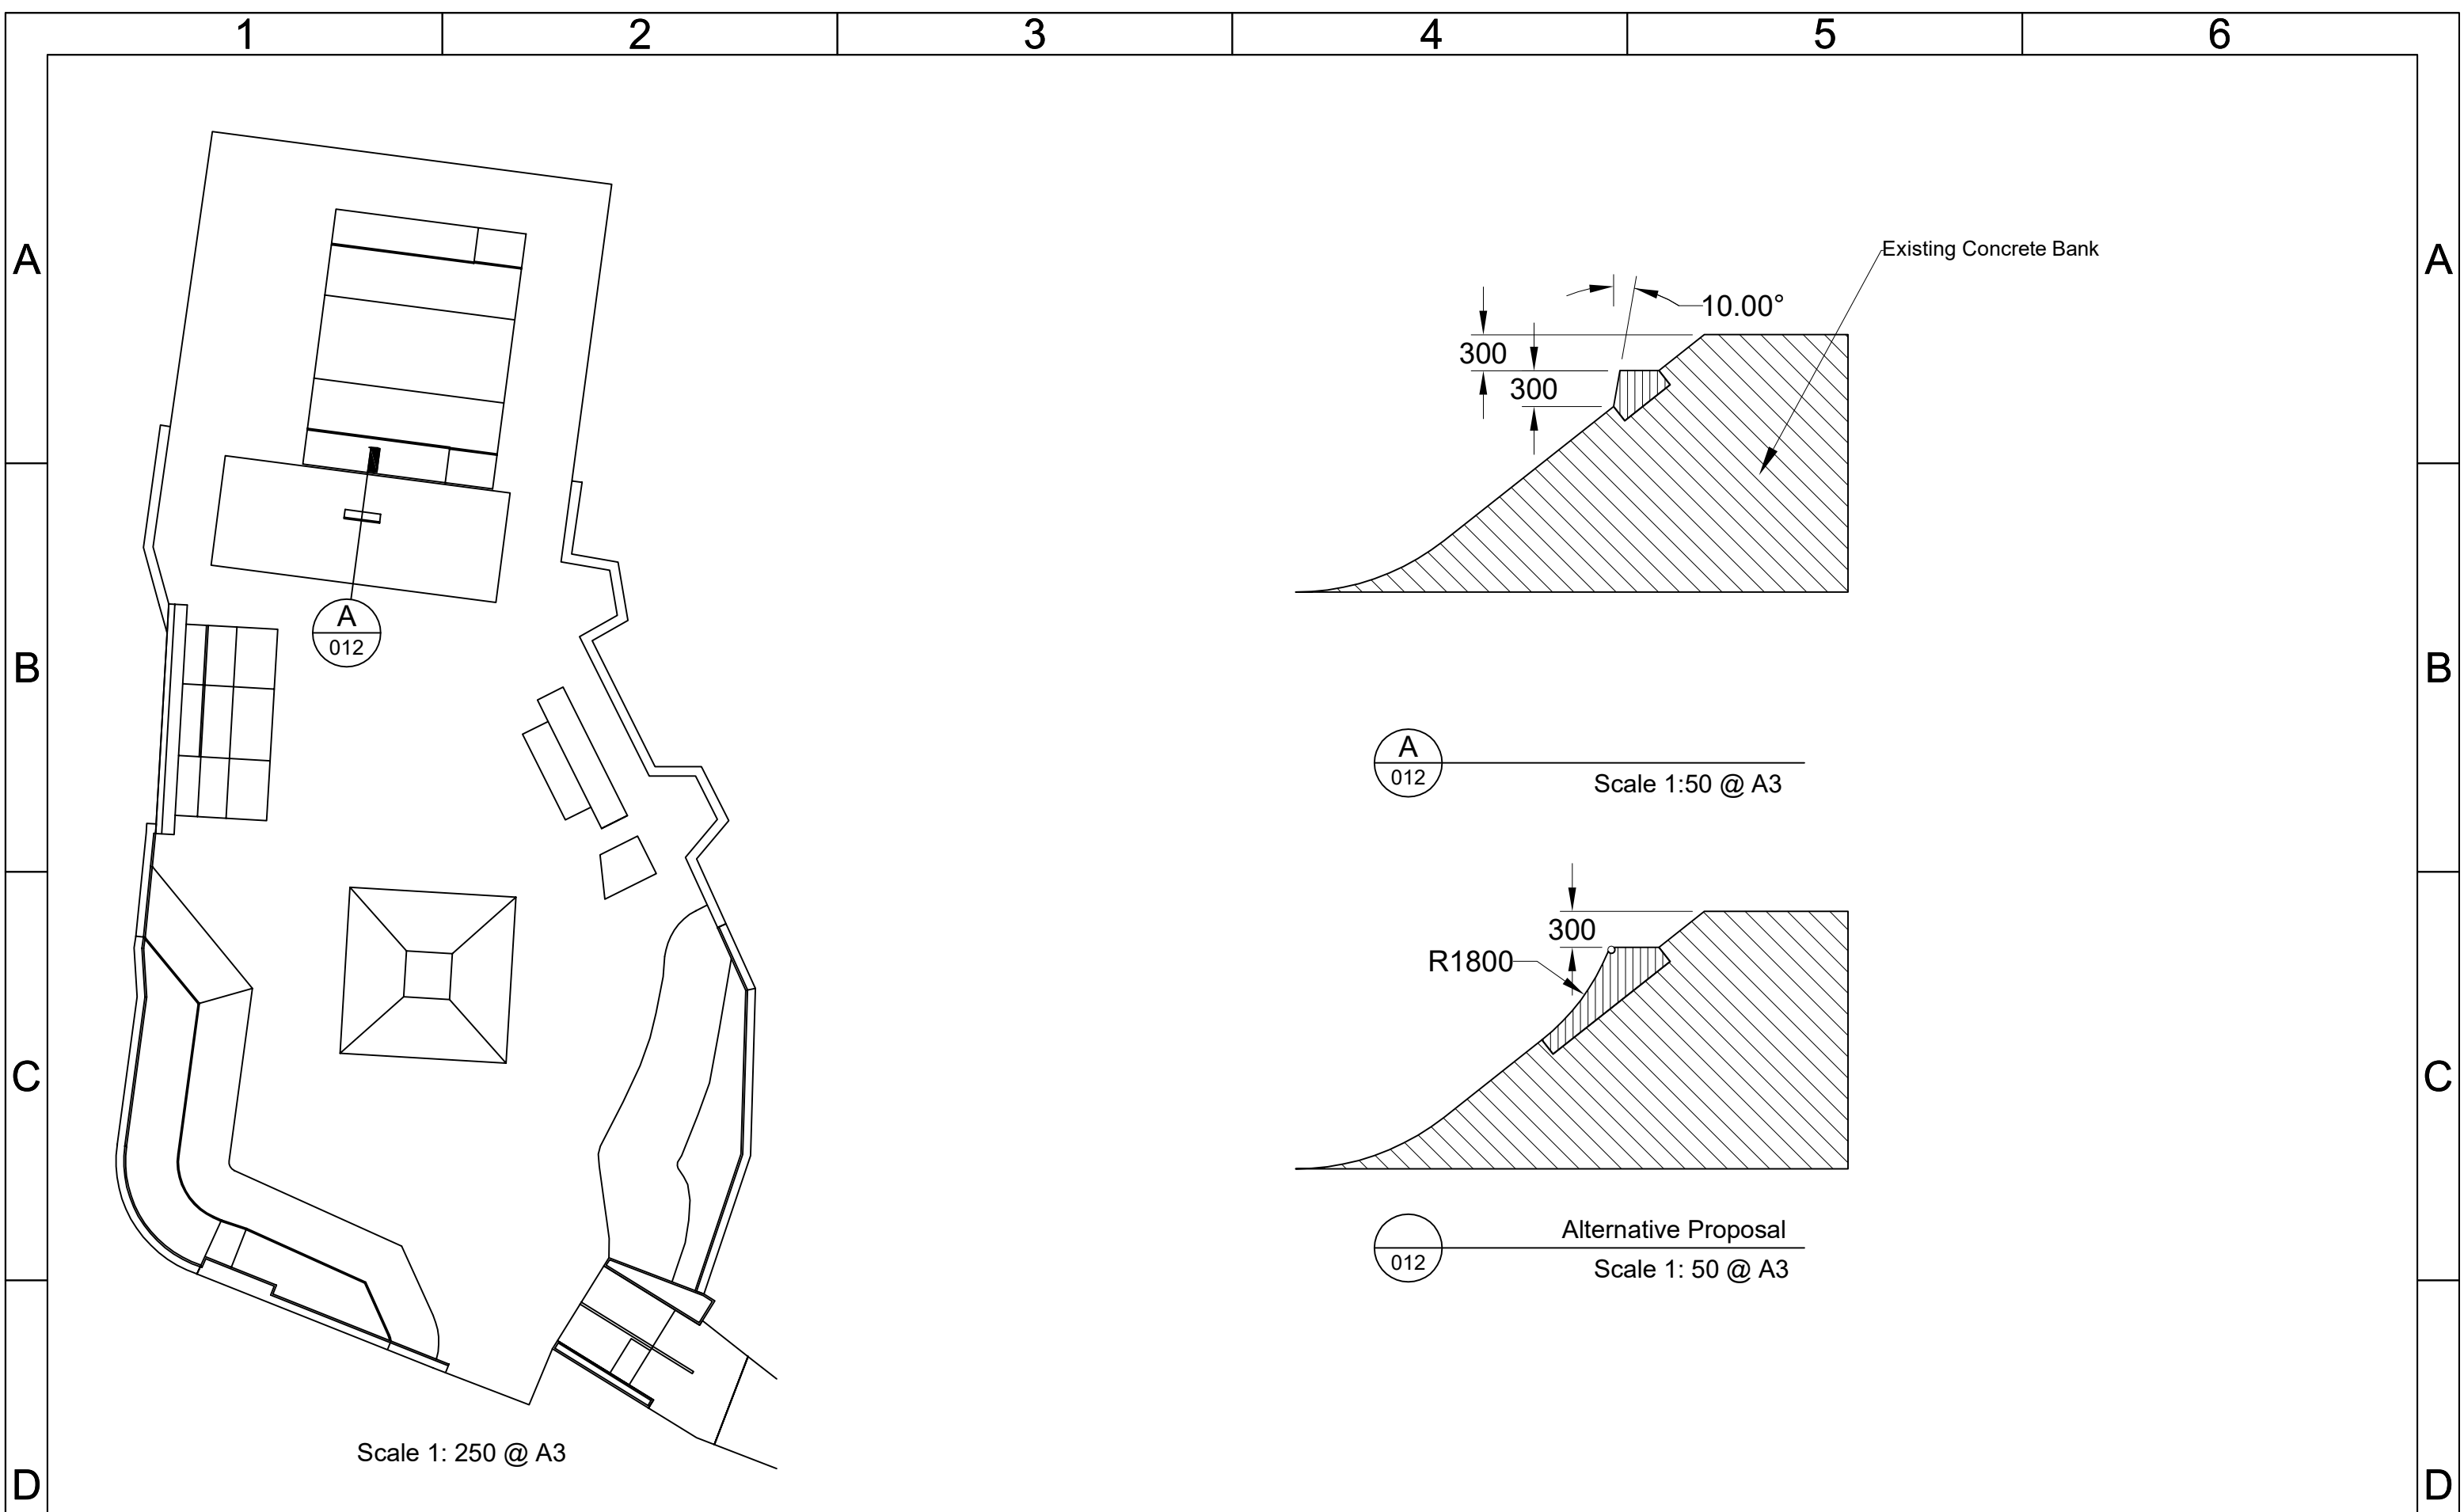 1 2 3 4 5 6
A A
Existing Concrete Bank
10.00°
300
300
A
012
B B
A
012
Scale 1:50 @ A3
300
R1800
C C
Alternative Proposal
012
Scale 1: 50 @ A3
Scale 1: 250 @ A3
D D